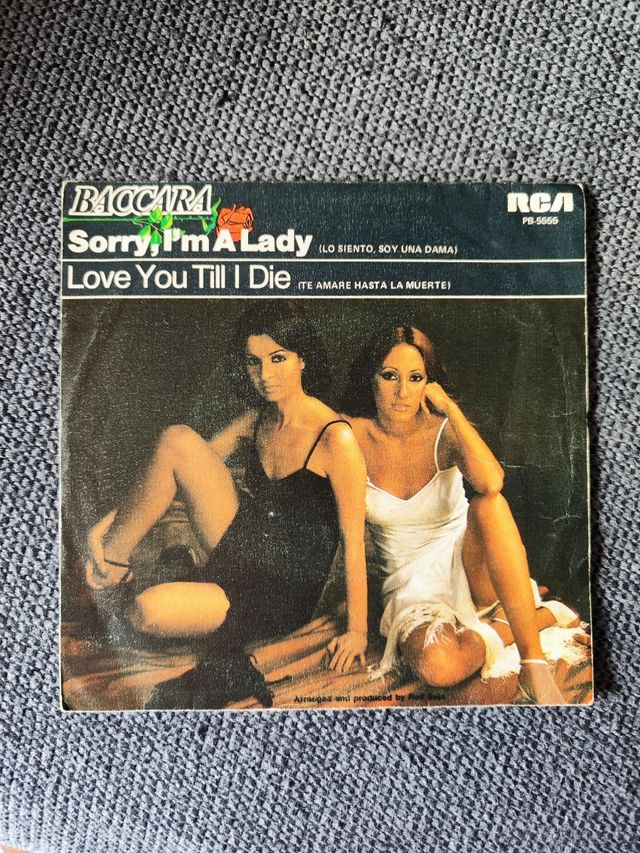 BACCARA
RCA
PB-5555
Sorry, I'm A Lady (LO SIENTO, SOY UNA DAMA)
Love You Till I Die (TE AMARE HASTA LA MUERTE)
Arranged and produced by Rolf Soja